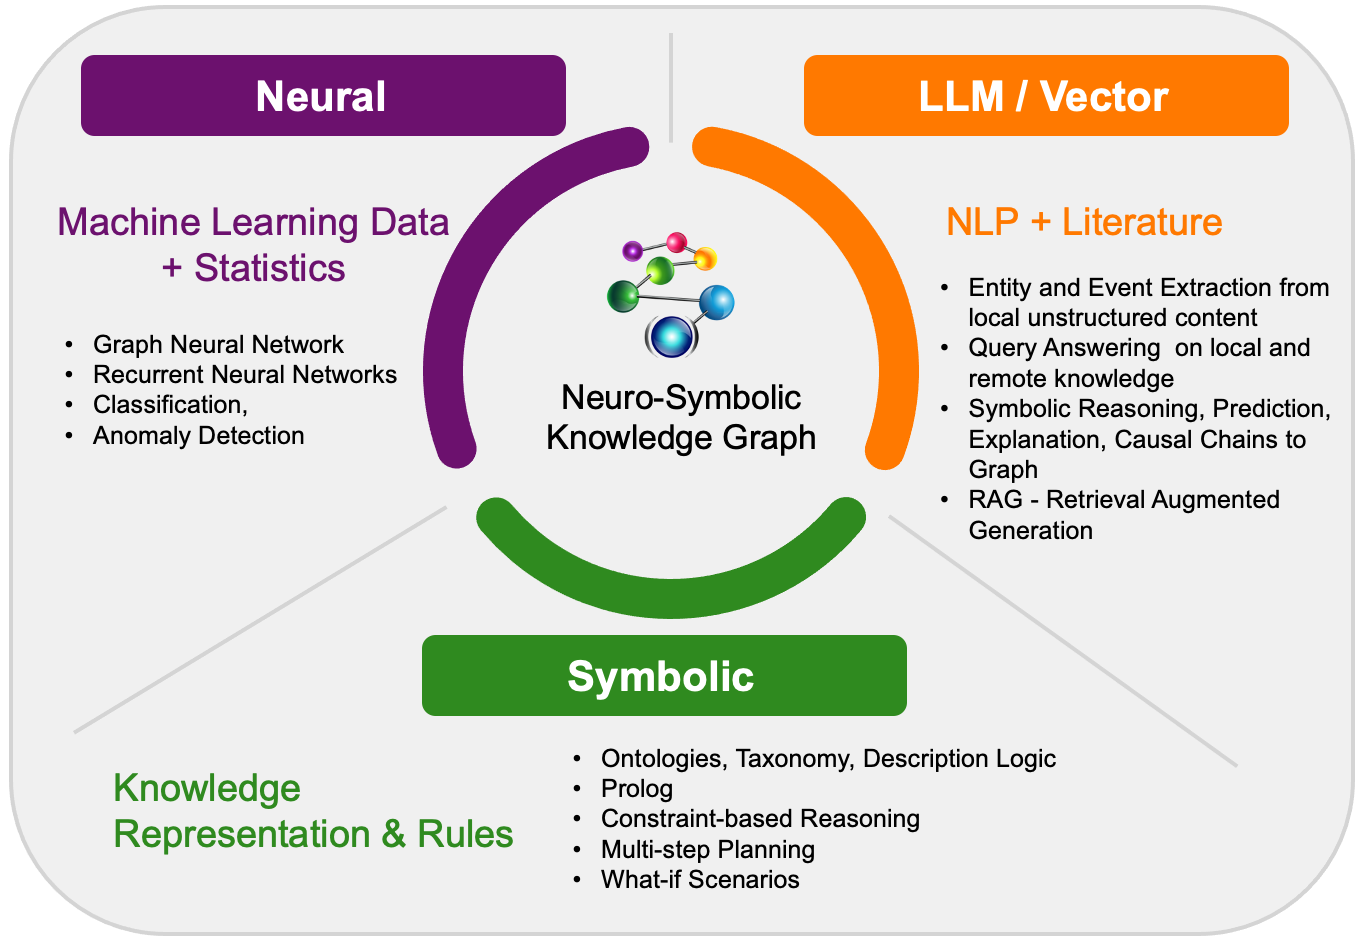 Neural
LLM / Vector
Machine Learning Data
+ Statistics
• Graph Neural Network
• Recurrent Neural Networks
• Classification,
• Anomaly Detection
NLP + Literature
• Entity and Event Extraction from
local unstructured content
• Query Answering on local and
remote knowledge
• Symbolic Reasoning, Prediction,
Explanation, Causal Chains to
Graph
• RAG - Retrieval Augmented
Generation
Neuro-Symbolic
Knowledge Graph
Symbolic
Knowledge
Representation & Rules
• Ontologies, Taxonomy, Description Logic
• Prolog
• Constraint-based Reasoning
• Multi-step Planning
• What-if Scenarios